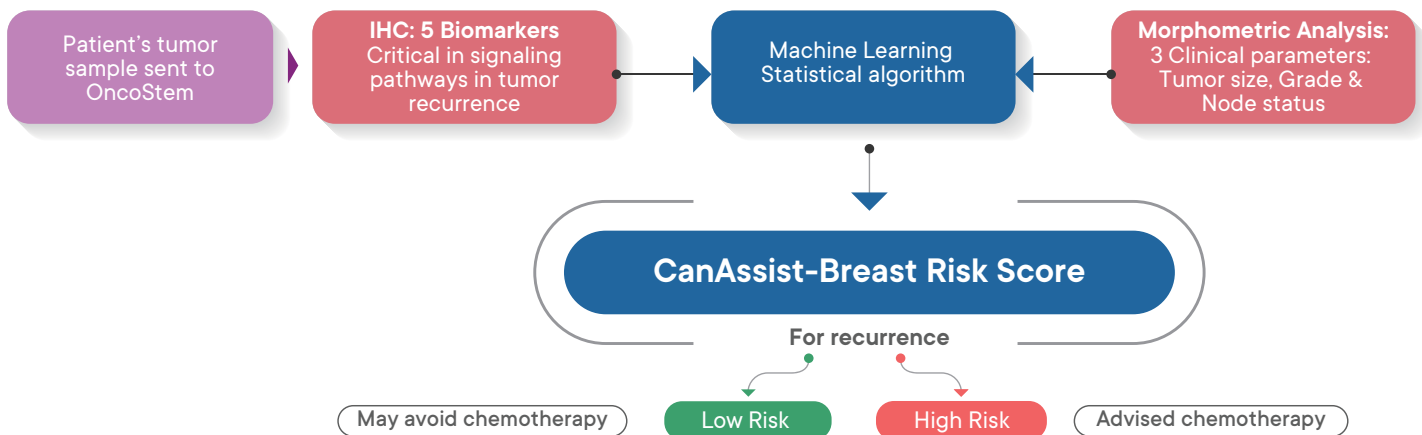 Patient's tumor
sample sent to
OncoStem
IHC: 5 Biomarkers
Critical in signaling
pathways in tumor
recurrence
Machine Learning
Statistical algorithm
Morphometric Analysis:
3 Clinical parameters:
Tumor size, Grade &
Node status
CanAssist-Breast Risk Score
For recurrence
May avoid chemotherapy
Low Risk
High Risk
Advised chemotherapy